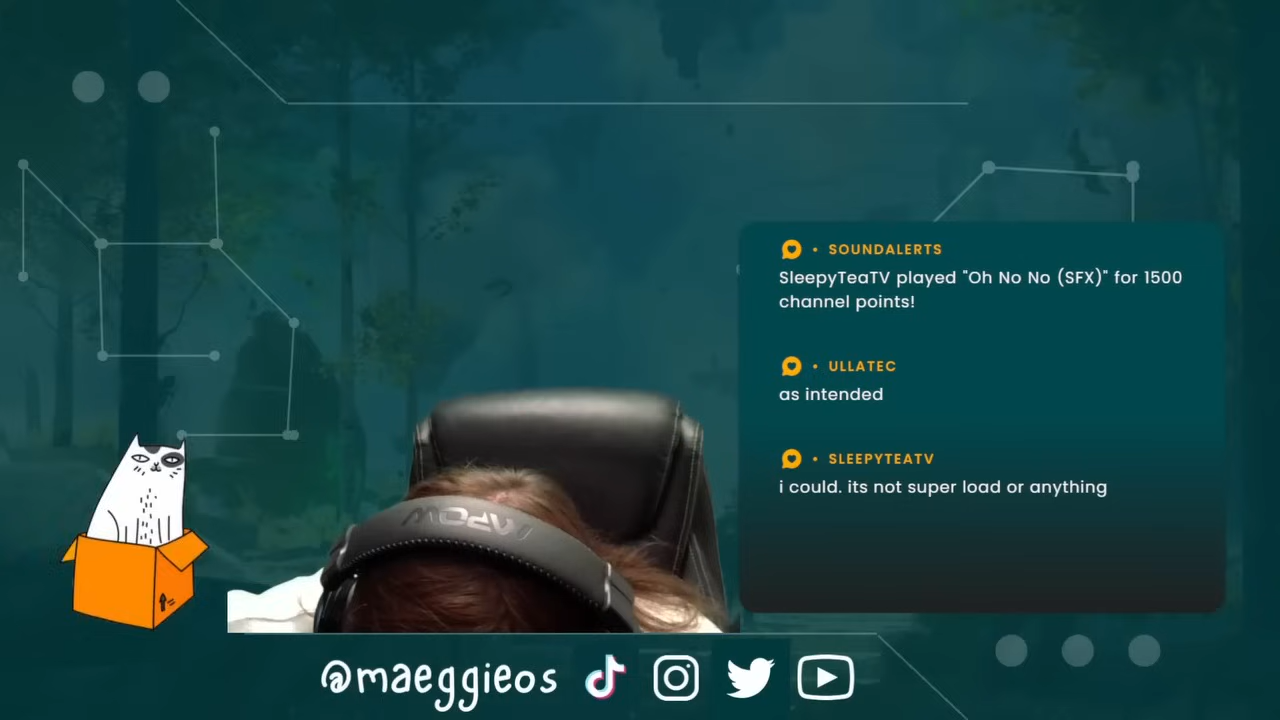 • SOUNDALERTS
SleepyTeaTV played "Oh No No (SFX)" for 1500
channel points!
• ULLATEC
as intended
• SLEEPYTEATV
i could. its not super load or anything
MPOW
@maeggieos